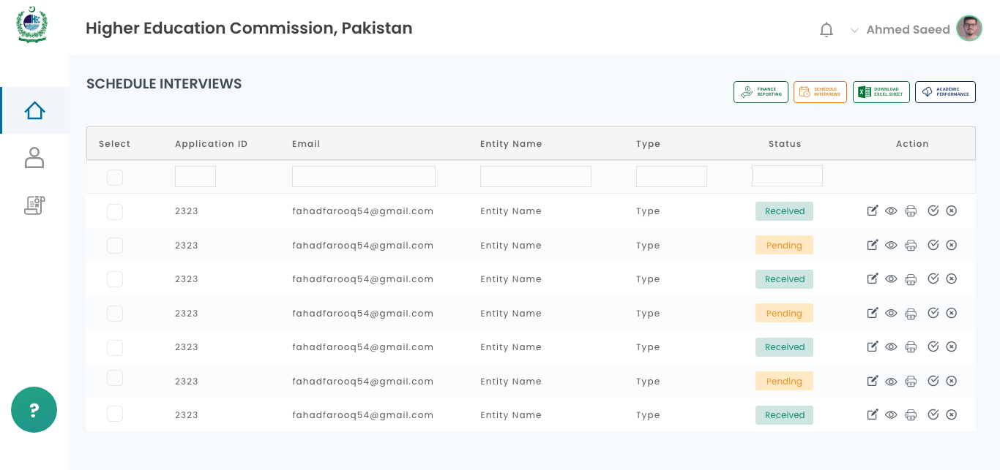 HEC
Higher Education Commission, Pakistan
Ahmed Saeed
SCHEDULE INTERVIEWS
FINANCE
REPORTING
SCHEDULE
INTERVIEWS
DOWNLOAD
EXCEL SHEET
ACADEMIC
PERFORMANCE
Select Application ID Email Entity Name Type Status Action
2323 fahadfarooq54@gmail.com Entity Name Type Received
2323 fahadfarooq54@gmail.com Entity Name Type Pending
2323 fahadfarooq54@gmail.com Entity Name Type Received
2323 fahadfarooq54@gmail.com Entity Name Type Pending
2323 fahadfarooq54@gmail.com Entity Name Type Received
2323 fahadfarooq54@gmail.com Entity Name Type Pending
2323 fahadfarooq54@gmail.com Entity Name Type Received
?